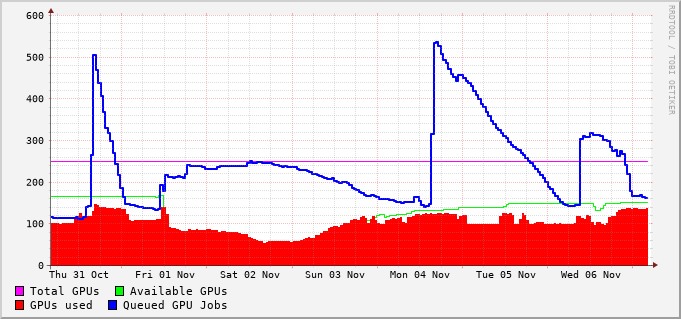 600
500
400
300
200
100
0
Thu 31 Oct Fri 01 Nov Sat 02 Nov Sun 03 Nov Mon 04 Nov Tue 05 Nov Wed 06 Nov
Total GPUs Available GPUs
GPUs used Queued GPU Jobs
RRDTOOL / TOBI OETIKER